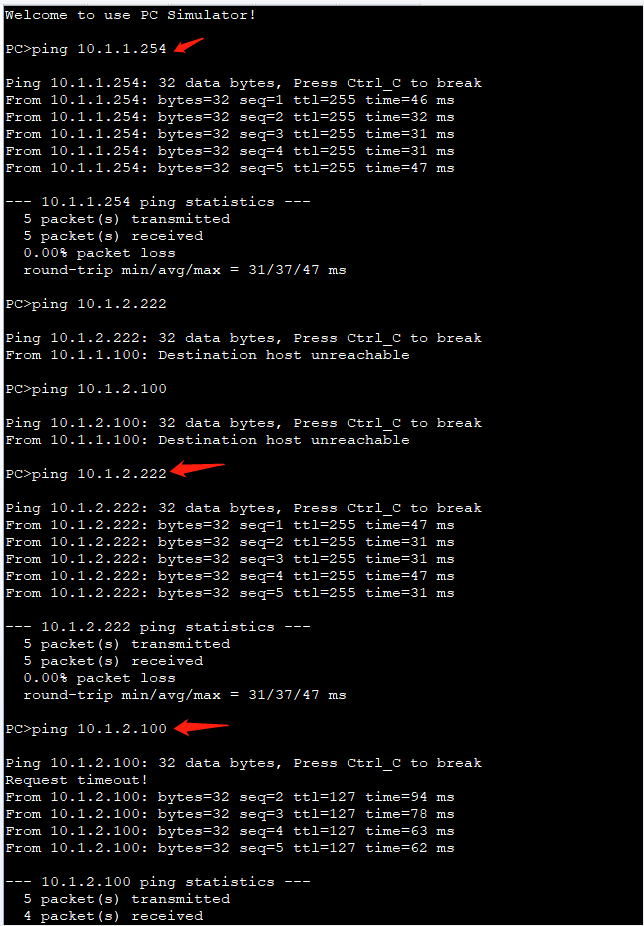 Welcome to use PC Simulator!
PC>ping 10.1.1.254
Ping 10.1.1.254: 32 data bytes, Press Ctrl_C to break
From 10.1.1.254: bytes=32 seq=1 ttl=255 time=46 ms
From 10.1.1.254: bytes=32 seq=2 ttl=255 time=32 ms
From 10.1.1.254: bytes=32 seq=3 ttl=255 time=31 ms
From 10.1.1.254: bytes=32 seq=4 ttl=255 time=31 ms
From 10.1.1.254: bytes=32 seq=5 ttl=255 time=47 ms
--- 10.1.1.254 ping statistics ---
5 packet(s) transmitted
5 packet(s) received
0.00% packet loss
round-trip min/avg/max = 31/37/47 ms
PC>ping 10.1.2.222
Ping 10.1.2.222: 32 data bytes, Press Ctrl_C to break
From 10.1.1.100: Destination host unreachable
PC>ping 10.1.2.100
Ping 10.1.2.100: 32 data bytes, Press Ctrl_C to break
From 10.1.1.100: Destination host unreachable
PC>ping 10.1.2.222
Ping 10.1.2.222: 32 data bytes, Press Ctrl_C to break
From 10.1.2.222: bytes=32 seq=1 ttl=255 time=47 ms
From 10.1.2.222: bytes=32 seq=2 ttl=255 time=31 ms
From 10.1.2.222: bytes=32 seq=3 ttl=255 time=31 ms
From 10.1.2.222: bytes=32 seq=4 ttl=255 time=47 ms
From 10.1.2.222: bytes=32 seq=5 ttl=255 time=31 ms
--- 10.1.2.222 ping statistics ---
5 packet(s) transmitted
5 packet(s) received
0.00% packet loss
round-trip min/avg/max = 31/37/47 ms
PC>ping 10.1.2.100
Ping 10.1.2.100: 32 data bytes, Press Ctrl_C to break
Request timeout!
From 10.1.2.100: bytes=32 seq=2 ttl=127 time=94 ms
From 10.1.2.100: bytes=32 seq=3 ttl=127 time=78 ms
From 10.1.2.100: bytes=32 seq=4 ttl=127 time=63 ms
From 10.1.2.100: bytes=32 seq=5 ttl=127 time=62 ms
--- 10.1.2.100 ping statistics ---
5 packet(s) transmitted
4 packet(s) received